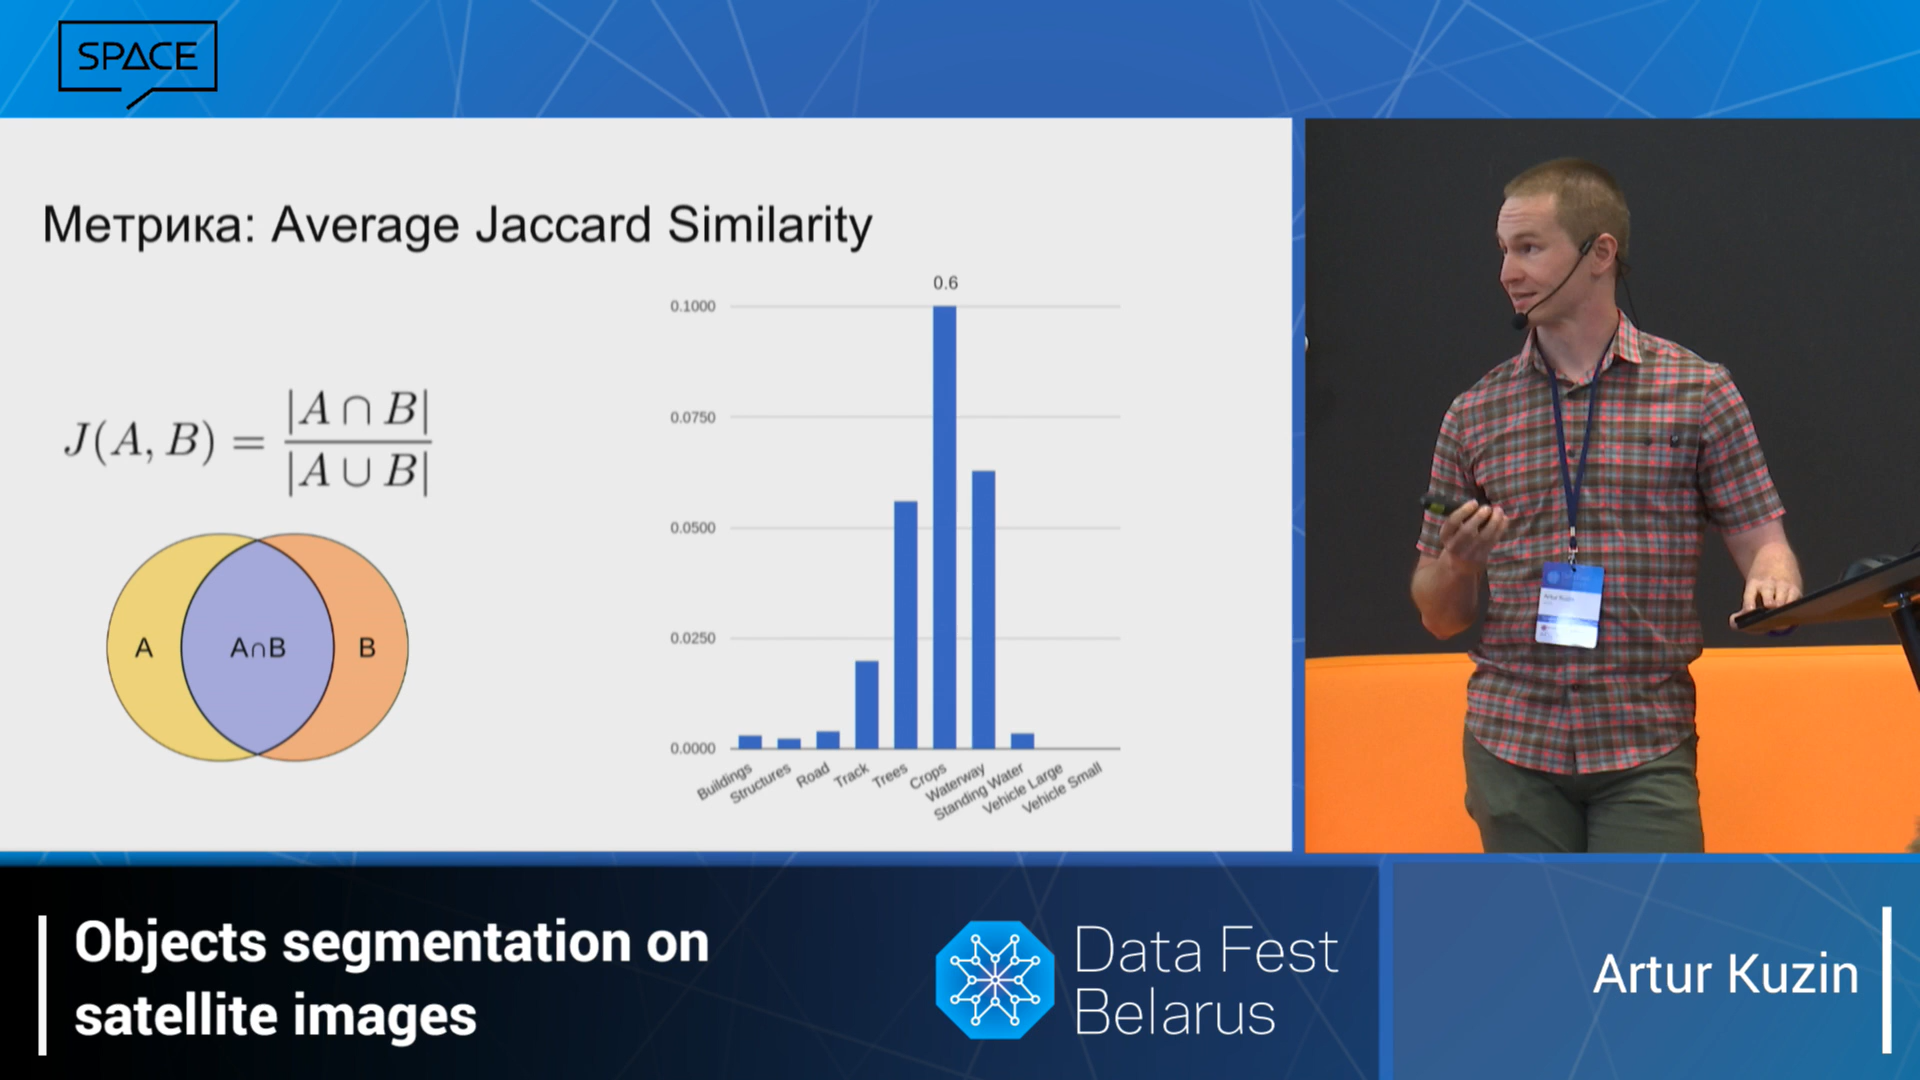 SPACE
Метрика: Average Jaccard Similarity
J(A, B) = |A ∩ B| / |A ∪ B|
A
A∩B
B
0.6
0.1000
0.0750
0.0500
0.0250
0.0000
Buildings
Structures
Road
Track
Trees
Crops
Waterway
Standing Water
Vehicle Large
Vehicle Small
Objects segmentation on
satellite images
Data Fest
Belarus
Artur Kuzin